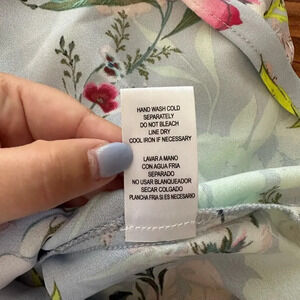 HAND WASH COLD
SEPARATELY
DO NOT BLEACH
LINE DRY
COOL IRON IF NECESSARY
LAVAR A MANO
CON AGUA FRIA
SEPARADO
NO USAR BLANQUEADOR
SECAR COLGADO
PLANCHA FRIA SI ES NECESARIO